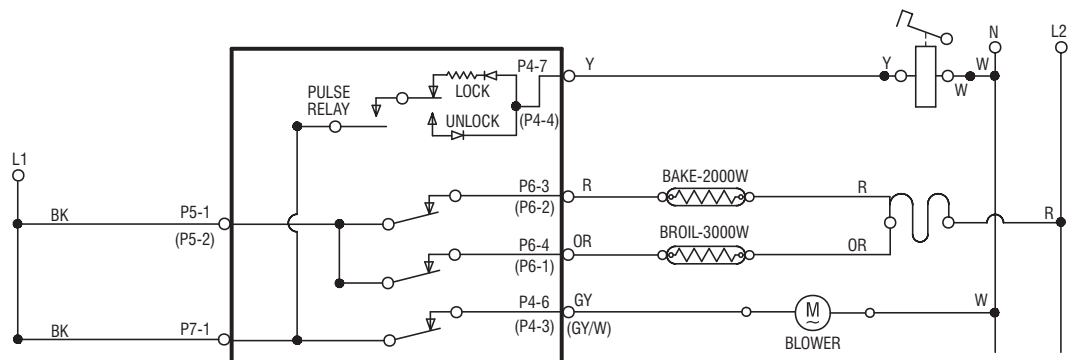 N
L2
P4-7
Y
Y
W
W
LOCK
PULSE
RELAY
UNLOCK
(P4-4)
L1
BAKE-2000W
P6-3
R
R
(P6-2)
BK
P5-1
(P5-2)
R
BROIL-3000W
P6-4
OR
OR
(P6-1)
P4-6
GY
W
BK
P7-1
(P4-3)
(GY/W)
M
~
BLOWER